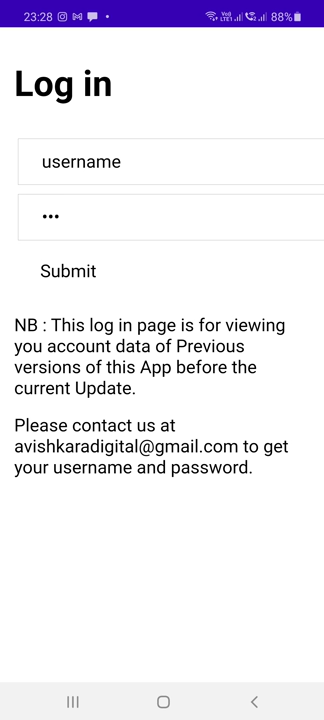 23:28 88%
Log in
username
•••
Submit
NB : This log in page is for viewing
you account data of Previous
versions of this App before the
current Update.
Please contact us at
avishkaradigital@gmail.com to get
your username and password.